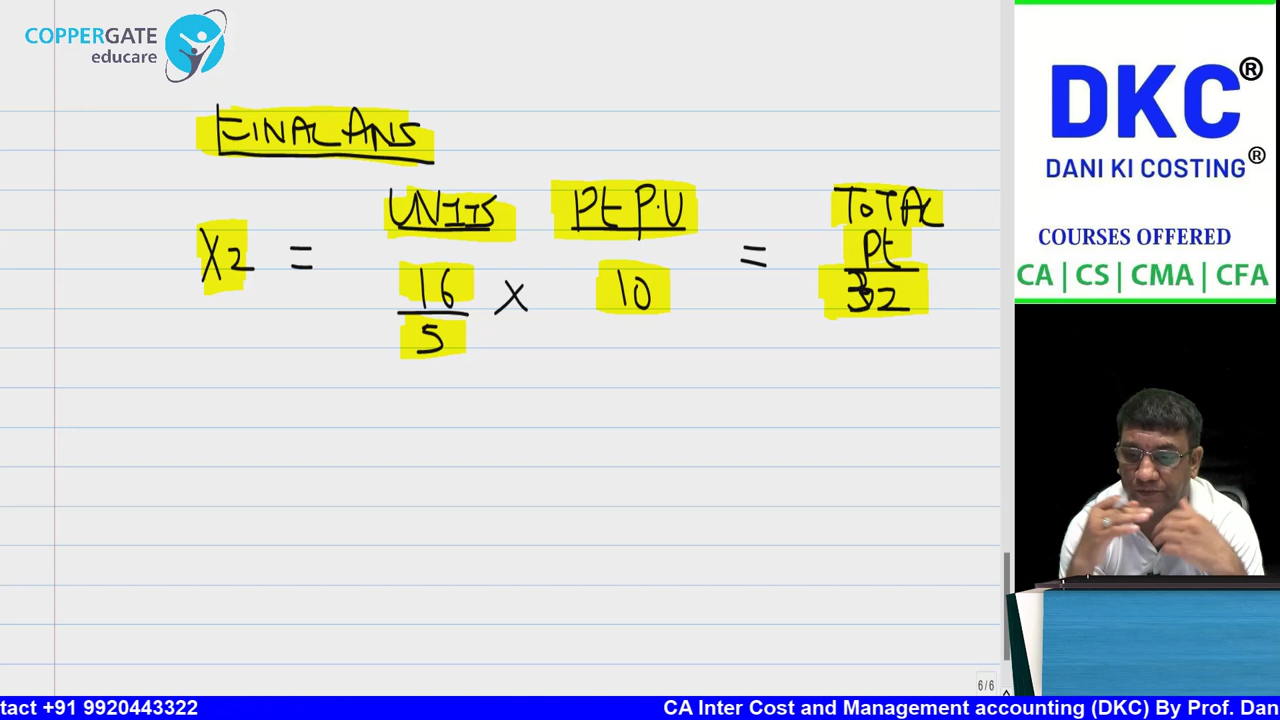 COPPERGATE
educare
FINAL ANS
UNITS Pt P.U TOTAL
Pt
X2 = 16/5 x 10 = 32
6/6
DKC®
DANI KI COSTING®
COURSES OFFERED
CA | CS | CMA | CFA
tact +91 9920443322 CA Inter Cost and Management accounting (DKC) By Prof. Dan